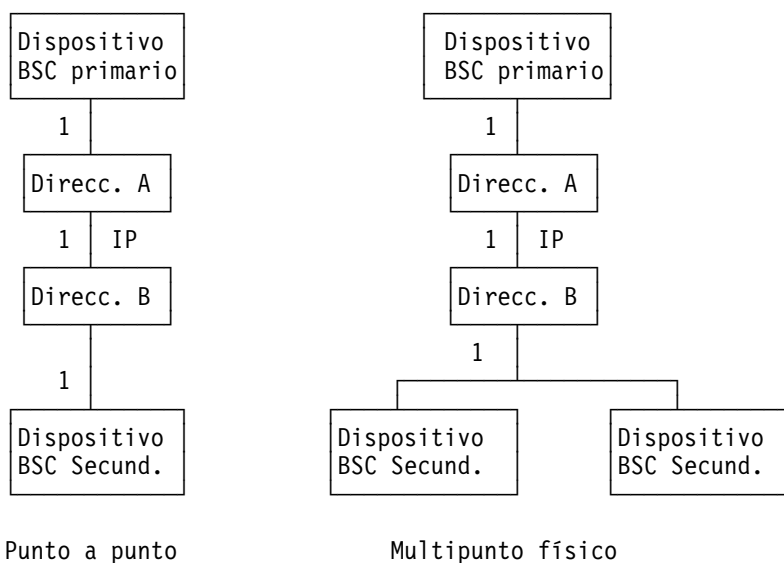 Dispositivo
BSC primario
1
Direcc. A
1 IP
Direcc. B
1
Dispositivo
BSC Secund.
Punto a punto
Dispositivo
BSC primario
1
Direcc. A
1 IP
Direcc. B
1
Dispositivo
BSC Secund.
Dispositivo
BSC Secund.
Multipunto físico